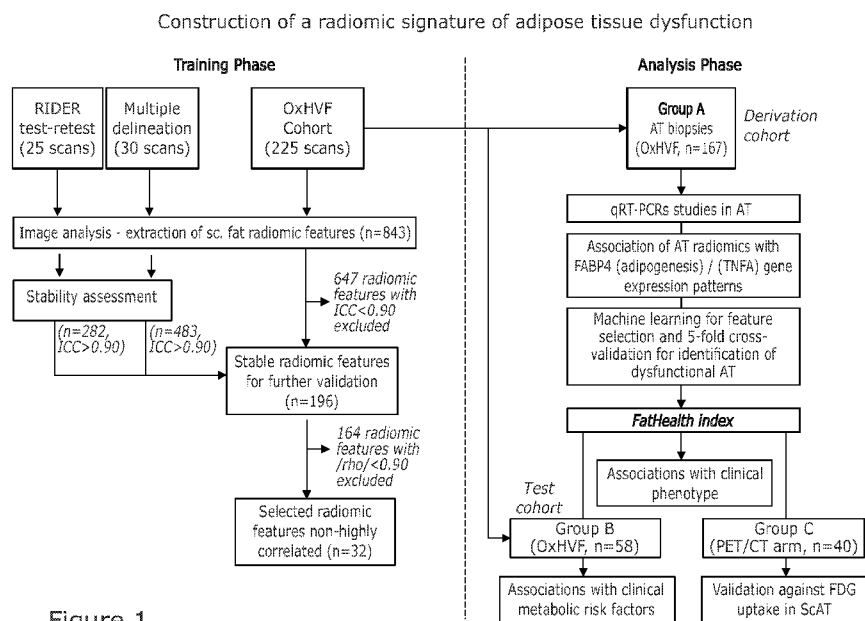 Construction of a radiomic signature of adipose tissue dysfunction
Training Phase
RIDER
test-retest
(25 scans)
Multiple
delineation
(30 scans)
OxHVF
Cohort
(225 scans)
Image analysis - extraction of sc. fat radiomic features (n=843)
Stability assessment
(n=282,
ICC>0.90)
(n=483,
ICC>0.90)
647 radiomic
features with
ICC<0.90
excluded
Stable radiomic features
for further validation
(n=196)
164 radiomic
features with
/rho/<0.90
excluded
Selected radiomic
features non-highly
correlated (n=32)
Analysis Phase
Group A
AT biopsies
(OxHVF, n=167)
Derivation
cohort
qRT-PCRs studies in AT
Association of AT radiomics with
FABP4 (adipogenesis) / (TNFA) gene
expression patterns
Machine learning for feature
selection and 5-fold cross-
validation for identification of
dysfunctional AT
FatHealth index
Associations with clinical
phenotype
Test
cohort
Group B
(OxHVF, n=58)
Group C
(PET/CT arm, n=40)
Associations with clinical
metabolic risk factors
Validation against FDG
uptake in ScAT
Figure 1